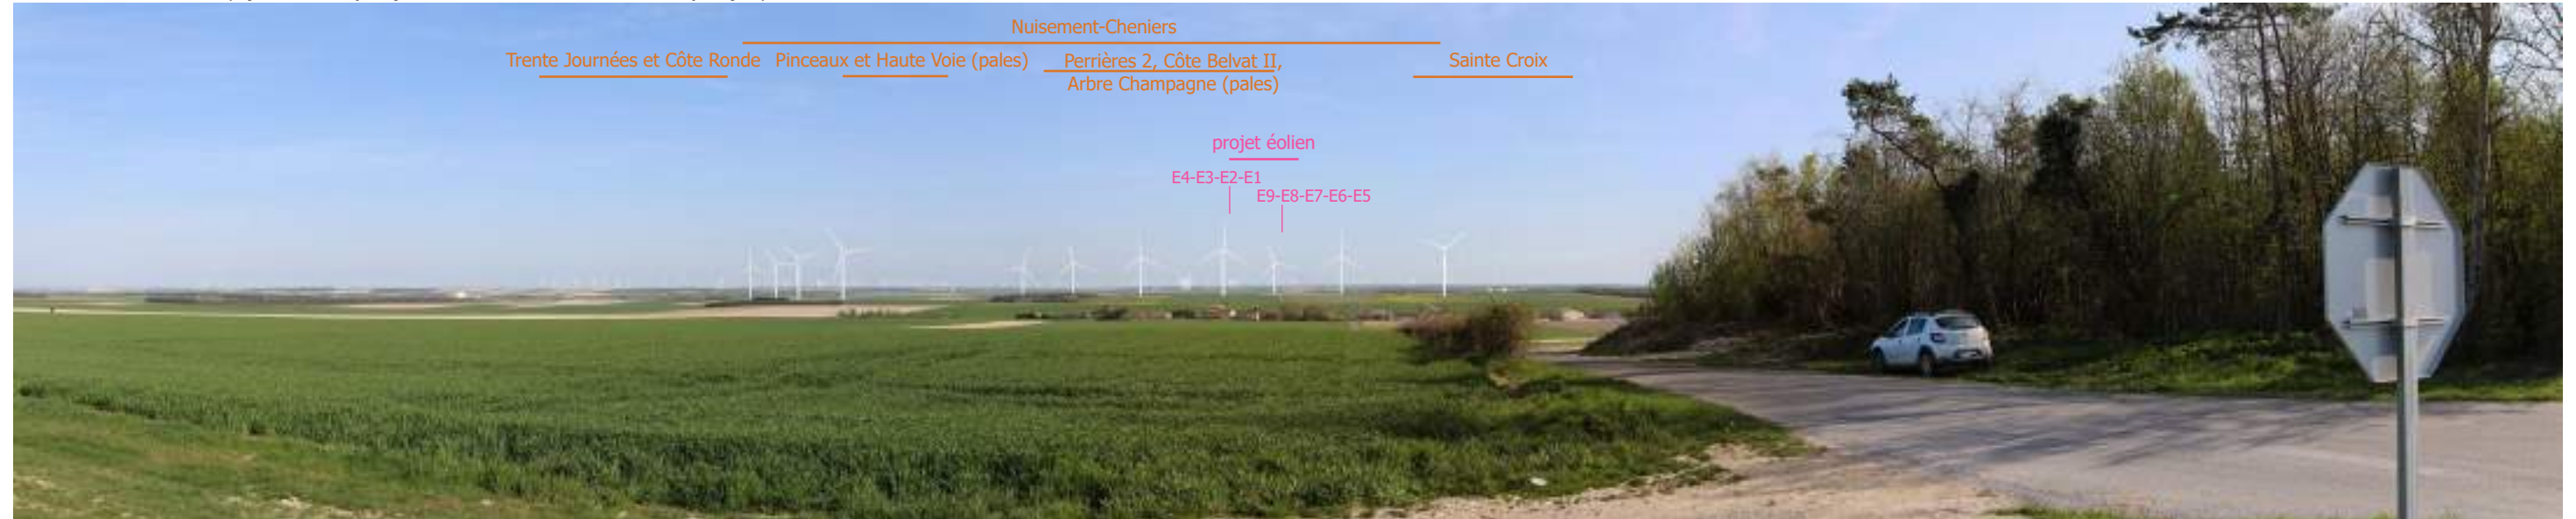 Nuisement-Cheniers
Trente Journées et Côte Ronde
Pinceaux et Haute Voie (pales)
Perrières 2, Côte Belvat II,
Arbre Champagne (pales)
Sainte Croix
projet éolien
E4-E3-E2-E1
E9-E8-E7-E6-E5